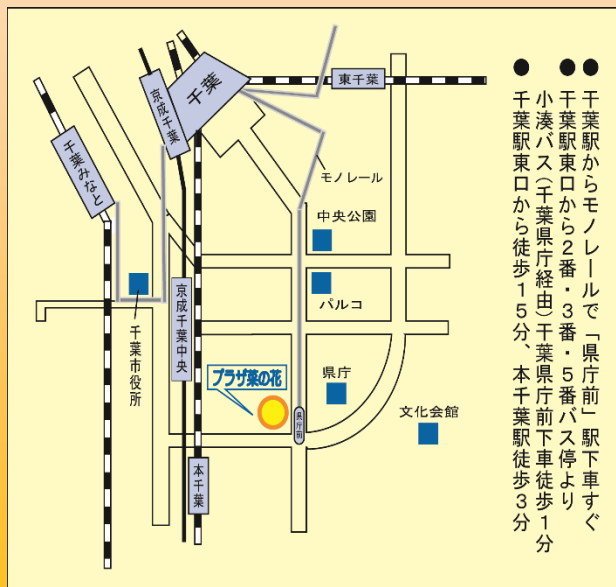 ● 千葉駅からモノレールで「県庁前」駅下車すぐ
● 千葉駅東口から2番・3番・5番バス停より
小湊バス(千葉県庁経由)千葉県庁前下車徒歩1分
● 千葉駅東口から徒歩15分、本千葉駅徒歩3分
千葉
東千葉
京成千葉
千葉みなと
モノレール
中央公園
パルコ
千葉市役所
京成千葉中央
プラザ菜の花
県庁
県庁前
文化会館
本千葉